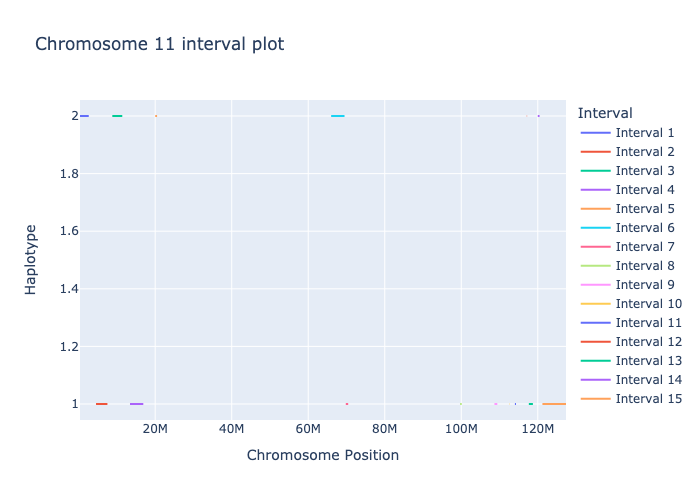 Chromosome 11 interval plot
Interval
Interval 1
Interval 2
Interval 3
Interval 4
Interval 5
Interval 6
Interval 7
Interval 8
Interval 9
Interval 10
Interval 11
Interval 12
Interval 13
Interval 14
Interval 15
2
1.8
1.6
1.4
1.2
1
Haplotype
20M 40M 60M 80M 100M 120M
Chromosome Position